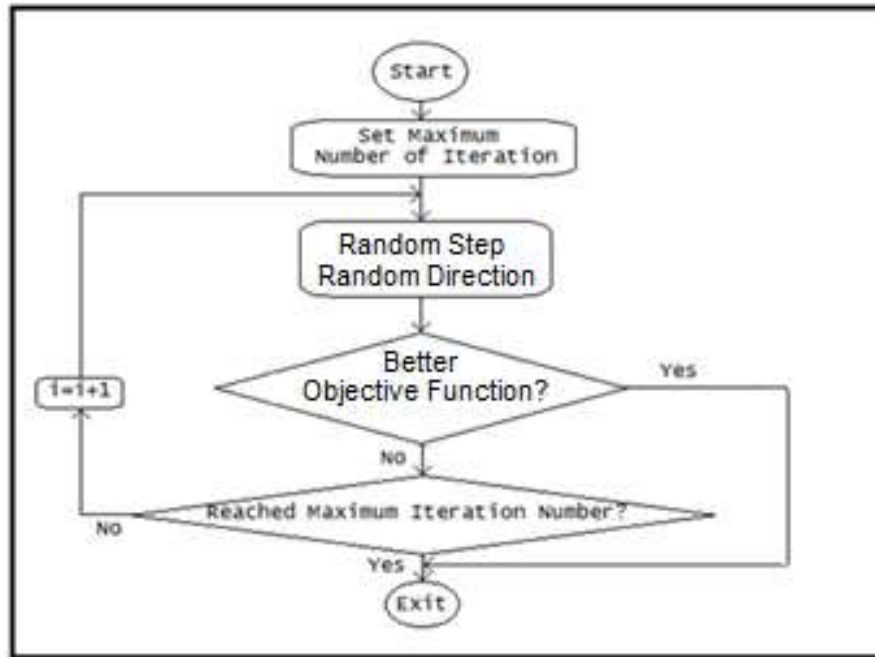 Start
Set Maximum
Number of Iteration
Random Step
Random Direction
Better
Objective Function?
Yes
i=i+1
No
Reached Maximum Iteration Number?
No
Yes
Exit